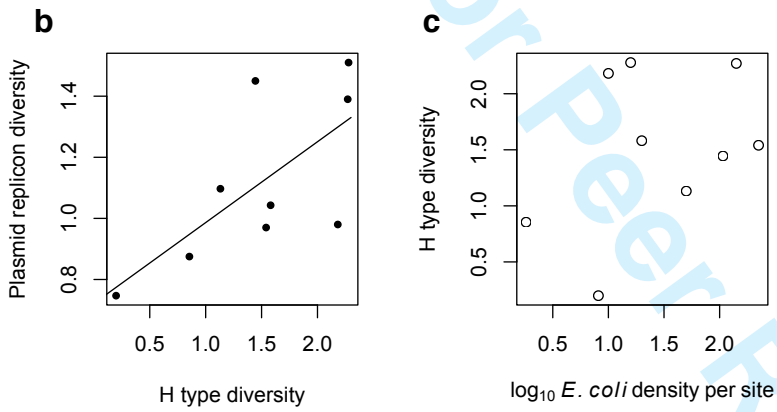 b
c
Plasmid replicon diversity
0.8
1.0
1.2
1.4
0.5
1.0
1.5
2.0
H type diversity
H type diversity
0.5
1.0
1.5
2.0
0.5
1.0
1.5
2.0
log₁₀ E. coli density per site
or Peer R